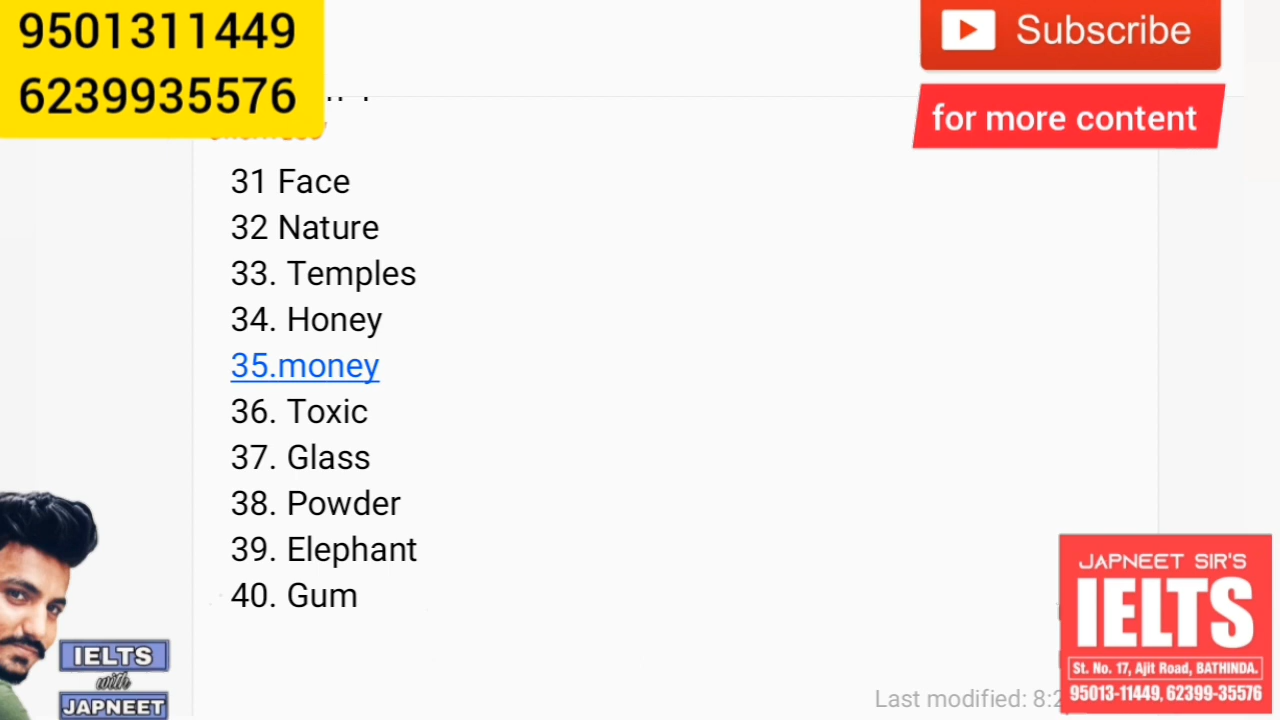 9501311449
6239935576
Subscribe
for more content
31 Face
32 Nature
33. Temples
34. Honey
35.money
36. Toxic
37. Glass
38. Powder
39. Elephant
40. Gum
IELTS
with
JAPNEET
JAPNEET SIR'S
IELTS
St. No. 17, Ajit Road, BATHINDA.
95013-11449, 62399-35576
Last modified: